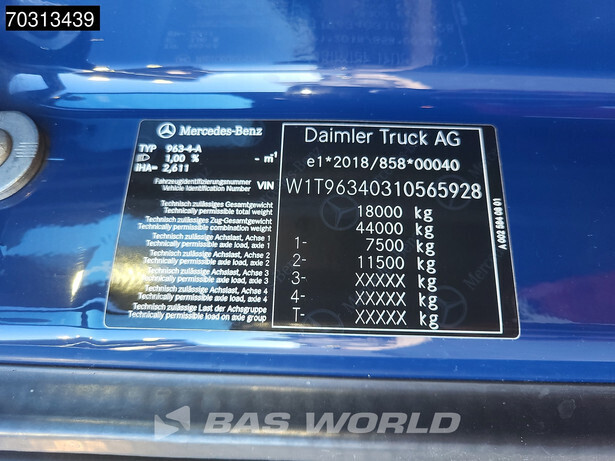 70313439
Mercedes-Benz
Daimler Truck AG
TYP 963-4-A
1,00 % - m⁻¹
IHA= 2,611
e1*2018/858*00040
Fahrzeugidentifizierungsnummer
Vehicle Identification Number VIN W1T96340310565928
Technisch zulässiges Gesamtgewicht
Technically permissible total weight 18000 kg
Technisch zulässiges Zug-Gesamtgewicht
Technically permissible combination weight 44000 kg
Technisch zulässige Achslast, Achse 1
Technically permissible axle load, axle 1 1- 7500 kg
Technisch zulässige Achslast, Achse 2
Technically permissible axle load, axle 2 2- 11500 kg
Technisch zulässige Achslast, Achse 3
Technically permissible axle load, axle 3 3- XXXXX kg
Technisch zulässige Achslast, Achse 4
Technically permissible axle load, axle 4 4- XXXXX kg
Technisch zulässige Last der Achsgruppe
Technically permissible load on axle group T- XXXXX kg
A 002 584 08 01
BAS WORLD